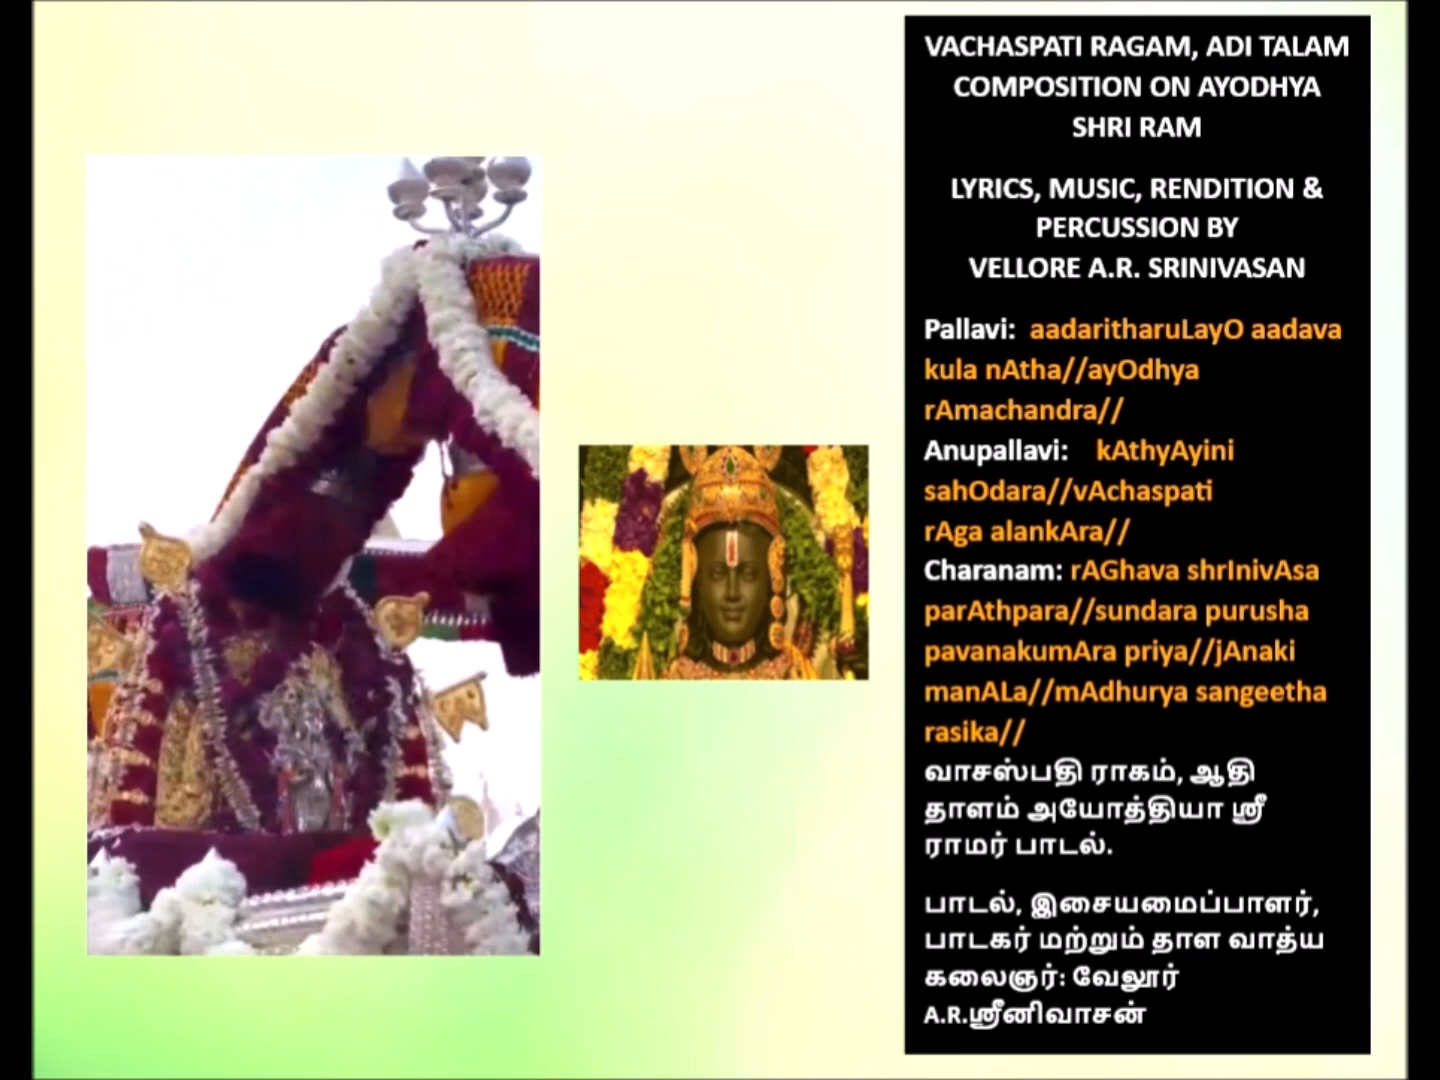 VACHASPATI RAGAM, ADI TALAM
COMPOSITION ON AYODHYA
SHRI RAM
LYRICS, MUSIC, RENDITION &
PERCUSSION BY
VELLORE A.R. SRINIVASAN
Pallavi: aadaritharuLayO aadava
kula nAtha//ayOdhya
rAmachandra//
Anupallavi: kAthyAyini
sahOdara//vAchaspati
rAga alankAra//
Charanam: rAGhava shrInivAsa
parAthpara//sundara purusha
pavanakumAra priya//jAnaki
manALa//mAdhurya sangeetha
rasika//
வாசஸ்பதி ராகம், ஆதி
தாளம் அயோத்தியா ஸ்ரீ
ராமர் பாடல்.
பாடல், இசையமைப்பாளர்,
பாடகர் மற்றும் தாள வாத்ய
கலைஞர்: வேலூர்
A.R.ஸ்ரீனிவாசன்